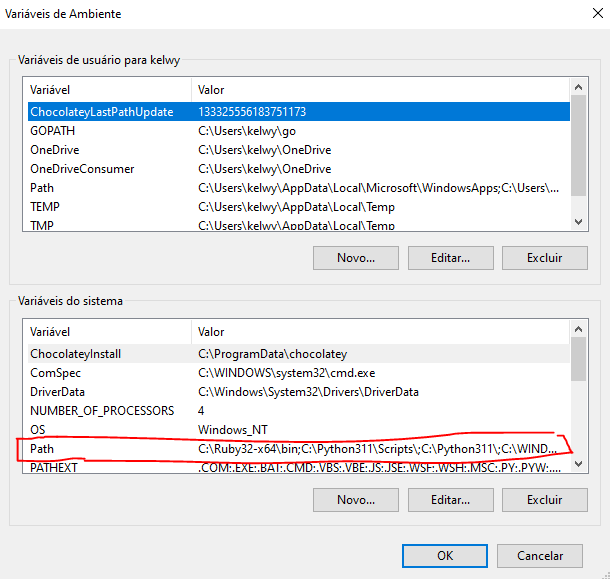 Variáveis de Ambiente
Variáveis de usuário para kelwy
Variável Valor
ChocolateyLastPathUpdate 133325556183751173
GOPATH C:\Users\kelwy\go
OneDrive C:\Users\kelwy\OneDrive
OneDriveConsumer C:\Users\kelwy\OneDrive
Path C:\Users\kelwy\AppData\Local\Microsoft\WindowsApps;C:\Users\...
TEMP C:\Users\kelwy\AppData\Local\Temp
TMP C:\Users\kelwy\AppData\Local\Temp
Novo... Editar... Excluir
Variáveis do sistema
Variável Valor
ChocolateyInstall C:\ProgramData\chocolatey
ComSpec C:\WINDOWS\system32\cmd.exe
DriverData C:\Windows\System32\Drivers\DriverData
NUMBER_OF_PROCESSORS 4
OS Windows_NT
Path C:\Ruby32-x64\bin;C:\Python311\Scripts\;C:\Python311\;C:\WIND...
PATHEXT .COM;.EXE;.BAT;.CMD;.VBS;.VBE;.JS;.JSE;.WSF;.WSH;.MSC;.PY;.PYW;...
Novo... Editar... Excluir
OK Cancelar